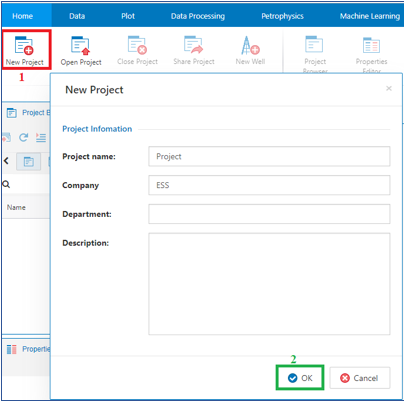 Home Data Plot Data Processing Petrophysics Machine Learning
New Project Open Project Close Project Share Project New Well Project Browser Properties Editor
1
New Project ×
Project B
Project Infomation
Project name: Project
Company ESS
Name
Department:
Description:
Propertie
2
OK Cancel